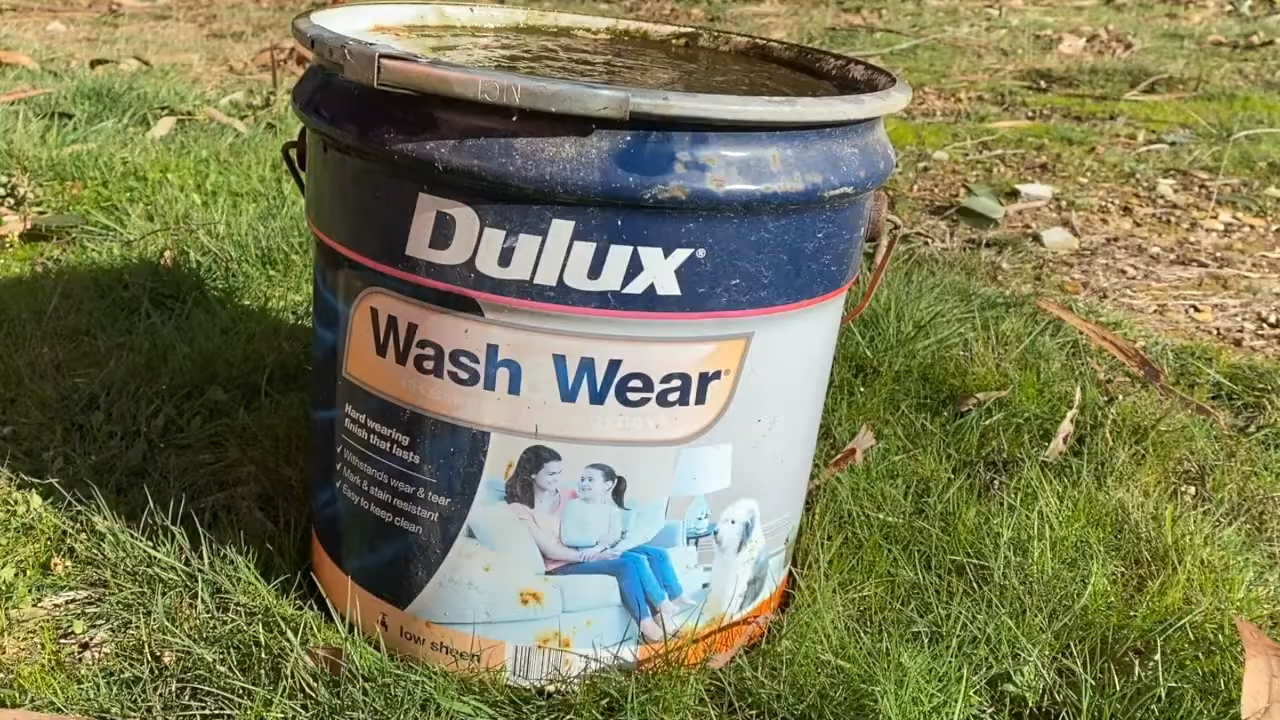 Dulux®
Wash Wear®
Hard wearing
finish that lasts
✓ Withstands wear & tear
✓ Mark & stain resistant
✓ Easy to keep clean
low sheen